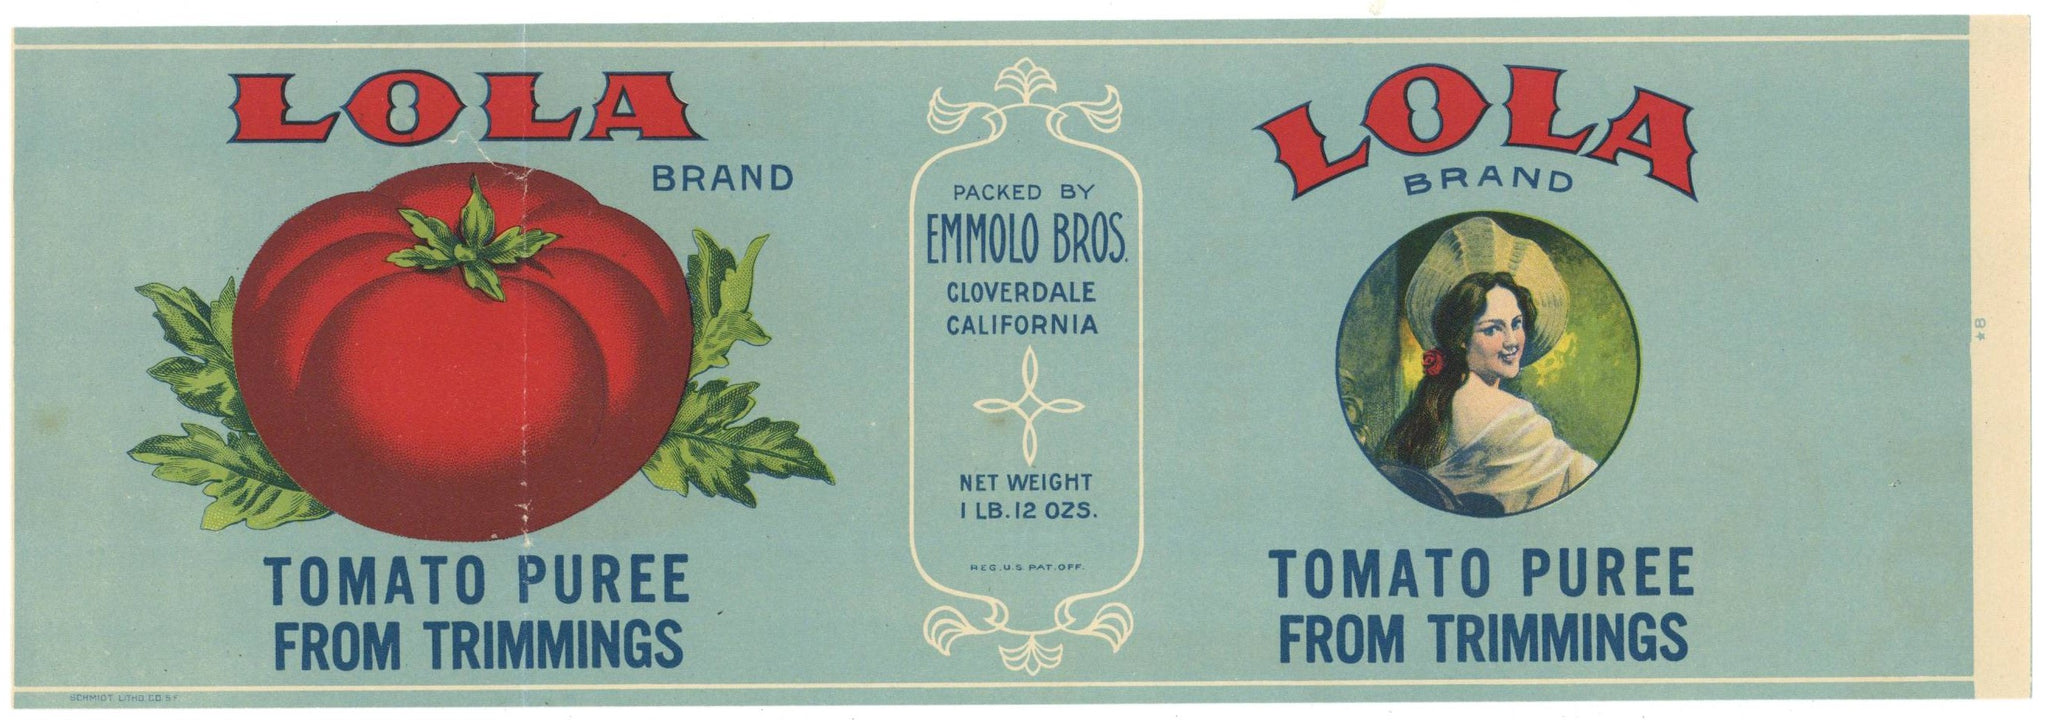 LOLA
BRAND
TOMATO PUREE
FROM TRIMMINGS
SCHMIDT LITHO. CO. S.F.
PACKED BY
EMMOLO BROS.
CLOVERDALE
CALIFORNIA
NET WEIGHT
1 LB. 12 OZS.
REG. U.S. PAT. OFF.
LOLA
BRAND
TOMATO PUREE
FROM TRIMMINGS
8★